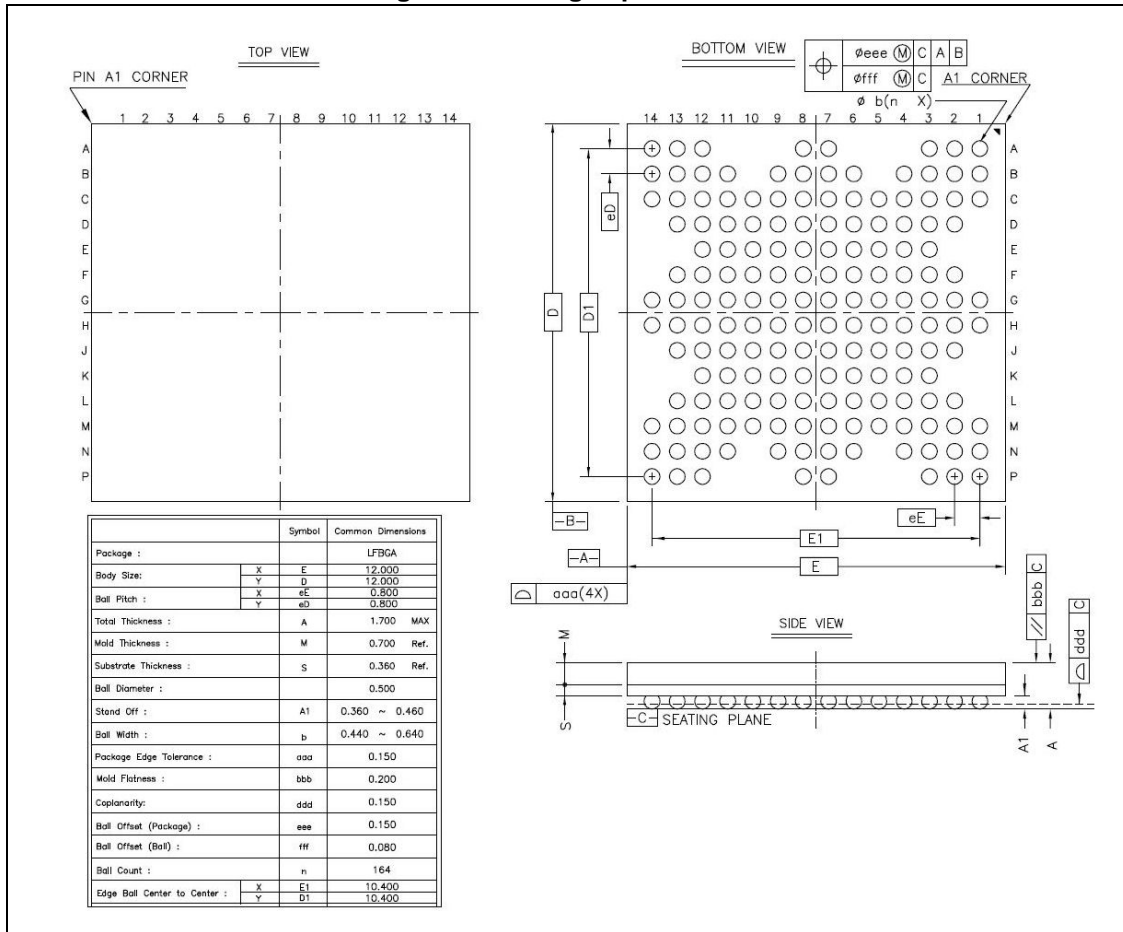 TOP VIEW
PIN A1 CORNER
1 2 3 4 5 6 7 8 9 10 11 12 13 14
A
B
C
D
E
F
G
H
J
K
L
M
N
P
BOTTOM VIEW
Øeee Ⓜ C A B
Øfff Ⓜ C
Ø b(n X)
A1 CORNER
14 13 12 11 10 9 8 7 6 5 4 3 2 1
A
B
C
D
E
F
G
H
J
K
L
M
N
P
eD
D
D1
-B-
eE
E1
-A-
E
aaa(4X)
SIDE VIEW
// bbb C
ddd C
M
S
-C- SEATING PLANE
A1
A
Symbol Common Dimensions
Package : LFBGA
Body Size: X E 12.000
Y D 12.000
Ball Pitch : X eE 0.800
Y eD 0.800
Total Thickness : A 1.700 MAX
Mold Thickness : M 0.700 Ref.
Substrate Thickness : S 0.360 Ref.
Ball Diameter : 0.500
Stand Off : A1 0.360 ~ 0.460
Ball Width : b 0.440 ~ 0.640
Package Edge Tolerance : aaa 0.150
Mold Flatness : bbb 0.200
Coplanarity: ddd 0.150
Ball Offset (Package) : eee 0.150
Ball Offset (Ball) : fff 0.080
Ball Count : n 164
Edge Ball Center to Center : X E1 10.400
Y D1 10.400